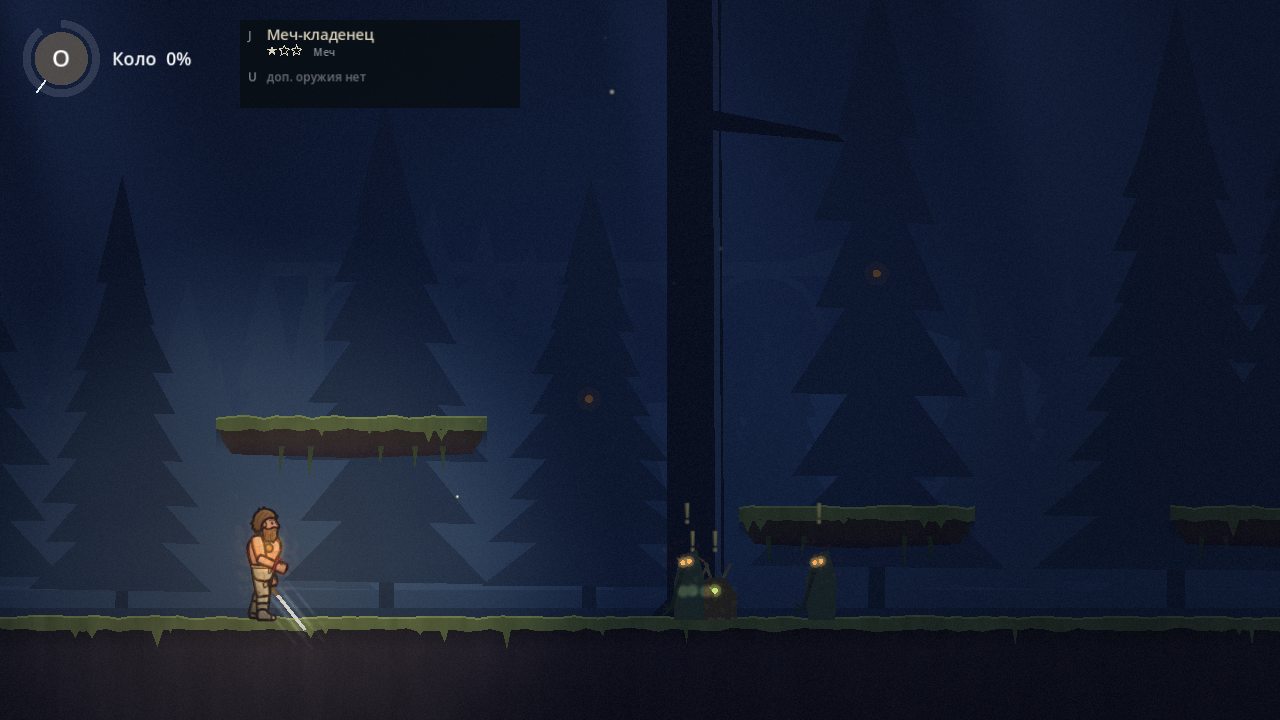 O
Коло 0%
J Меч-кладенец
★☆☆ Меч
U доп. оружия нет
! ! ! !